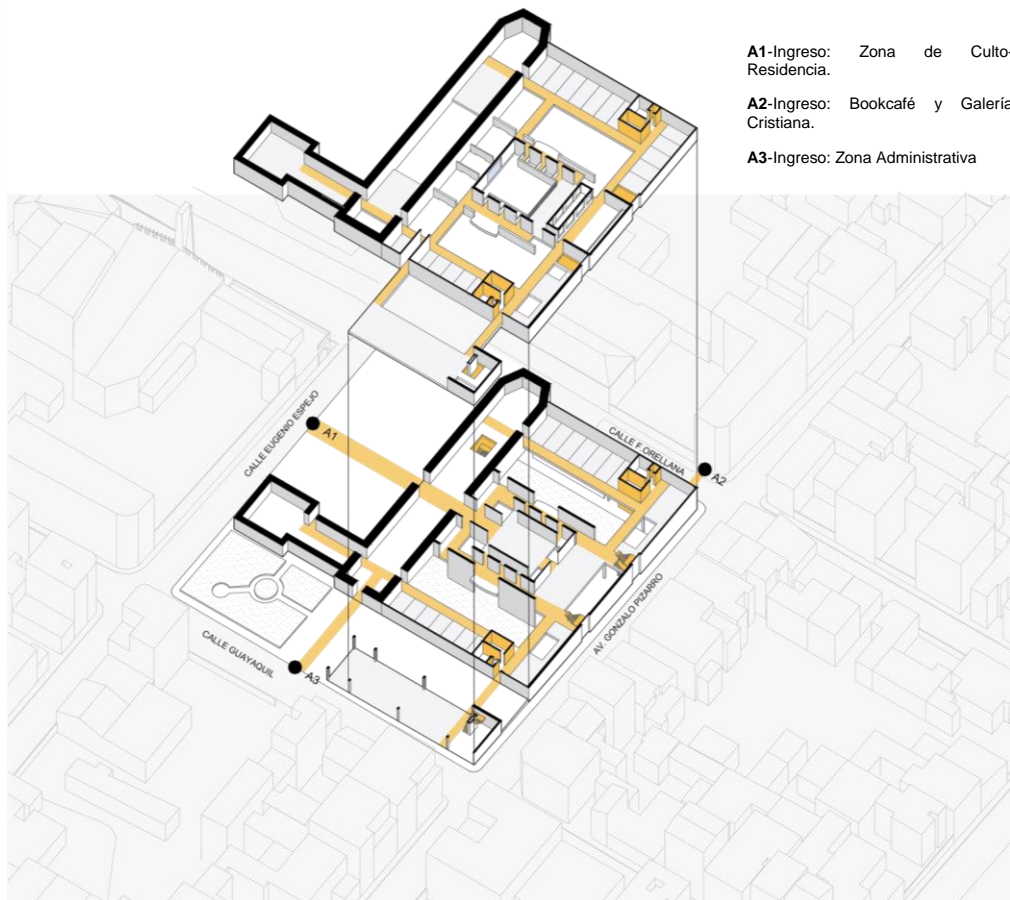 A1-Ingreso: Zona de Culto-
Residencia.
A2-Ingreso: Bookcafé y Galería
Cristiana.
A3-Ingreso: Zona Administrativa
CALLE EUGENIO ESPEJO
A1
CALLE F. ORELLANA
A2
AV. GONZALO PIZARRO
CALLE GUAYAQUIL
A3